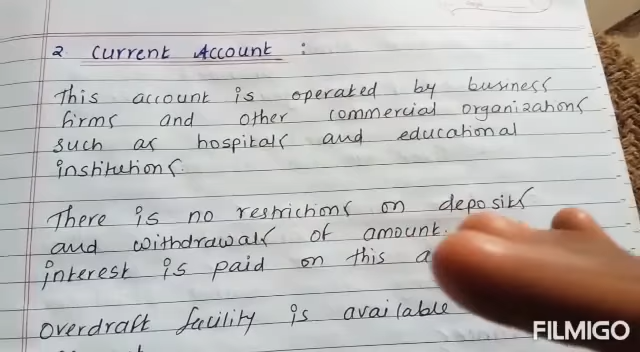 2 Current Account :
This account is operated by business
firms and other commercial organizations
such as hospitals and educational
institutions.
There is no restrictions on deposits
and withdrawals of amount.
interest is paid on this
Overdraft facility is available
FILMIGO